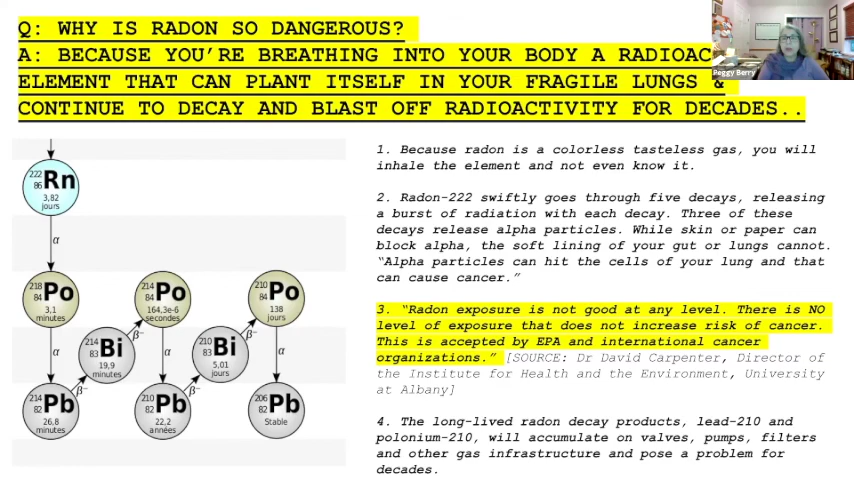 Q: WHY IS RADON SO DANGEROUS?
A: BECAUSE YOU'RE BREATHING INTO YOUR BODY A RADIOAC
ELEMENT THAT CAN PLANT ITSELF IN YOUR FRAGILE LUNGS &
CONTINUE TO DECAY AND BLAST OFF RADIOACTIVITY FOR DECADES..
Peggy Berry
1. Because radon is a colorless tasteless gas, you will
inhale the element and not even know it.
2. Radon-222 swiftly goes through five decays, releasing
a burst of radiation with each decay. Three of these
decays release alpha particles. While skin or paper can
block alpha, the soft lining of your gut or lungs cannot.
“Alpha particles can hit the cells of your lung and that
can cause cancer.”
3. “Radon exposure is not good at any level. There is NO
level of exposure that does not increase risk of cancer.
This is accepted by EPA and international cancer
organizations.” [SOURCE: Dr David Carpenter, Director of
the Institute for Health and the Environment, University
at Albany]
4. The long-lived radon decay products, lead-210 and
polonium-210, will accumulate on valves, pumps, filters
and other gas infrastructure and pose a problem for
decades.
222
86 Rn
3,82
jours
α
218
84 Po
3,1
minutes
214
84 Po
164,3e-6
secondes
210
84 Po
138
jours
α
β⁻
α
β⁻
α
214
83 Bi
19,9
minutes
210
83 Bi
5,01
jours
β⁻
β⁻
214
82 Pb
26,8
minutes
210
82 Pb
22,2
années
206
82 Pb
Stable